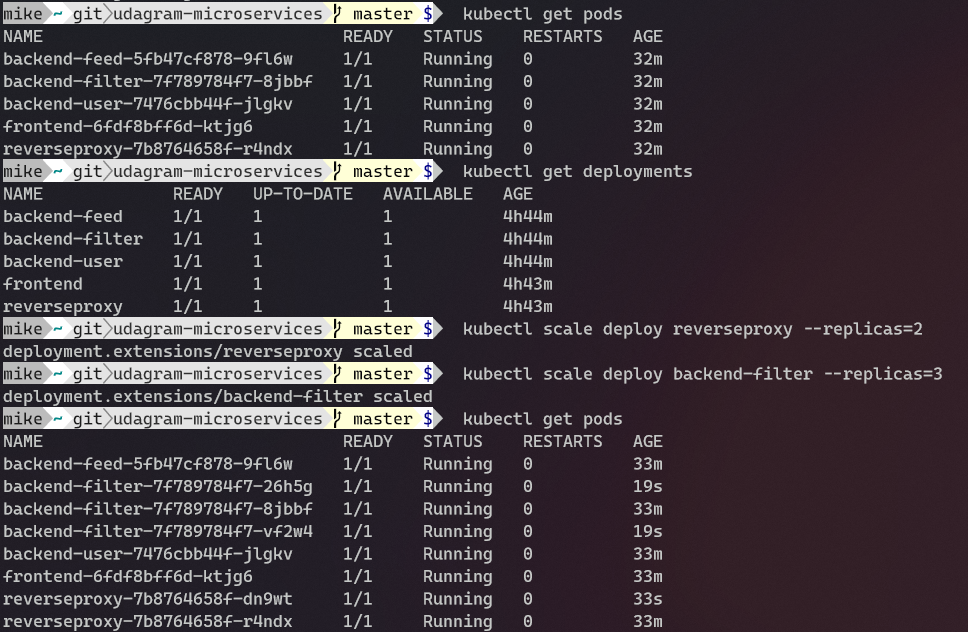 mike ~ git udagram-microservices master $ kubectl get pods
NAME READY STATUS RESTARTS AGE
backend-feed-5fb47cf878-9fl6w 1/1 Running 0 32m
backend-filter-7f789784f7-8jbbf 1/1 Running 0 32m
backend-user-7476cbb44f-jlgkv 1/1 Running 0 32m
frontend-6fdf8bff6d-ktjg6 1/1 Running 0 32m
reverseproxy-7b8764658f-r4ndx 1/1 Running 0 32m
mike ~ git udagram-microservices master $ kubectl get deployments
NAME READY UP-TO-DATE AVAILABLE AGE
backend-feed 1/1 1 1 4h44m
backend-filter 1/1 1 1 4h44m
backend-user 1/1 1 1 4h44m
frontend 1/1 1 1 4h43m
reverseproxy 1/1 1 1 4h43m
mike ~ git udagram-microservices master $ kubectl scale deploy reverseproxy --replicas=2
deployment.extensions/reverseproxy scaled
mike ~ git udagram-microservices master $ kubectl scale deploy backend-filter --replicas=3
deployment.extensions/backend-filter scaled
mike ~ git udagram-microservices master $ kubectl get pods
NAME READY STATUS RESTARTS AGE
backend-feed-5fb47cf878-9fl6w 1/1 Running 0 33m
backend-filter-7f789784f7-26h5g 1/1 Running 0 19s
backend-filter-7f789784f7-8jbbf 1/1 Running 0 33m
backend-filter-7f789784f7-vf2w4 1/1 Running 0 19s
backend-user-7476cbb44f-jlgkv 1/1 Running 0 33m
frontend-6fdf8bff6d-ktjg6 1/1 Running 0 33m
reverseproxy-7b8764658f-dn9wt 1/1 Running 0 33s
reverseproxy-7b8764658f-r4ndx 1/1 Running 0 33m